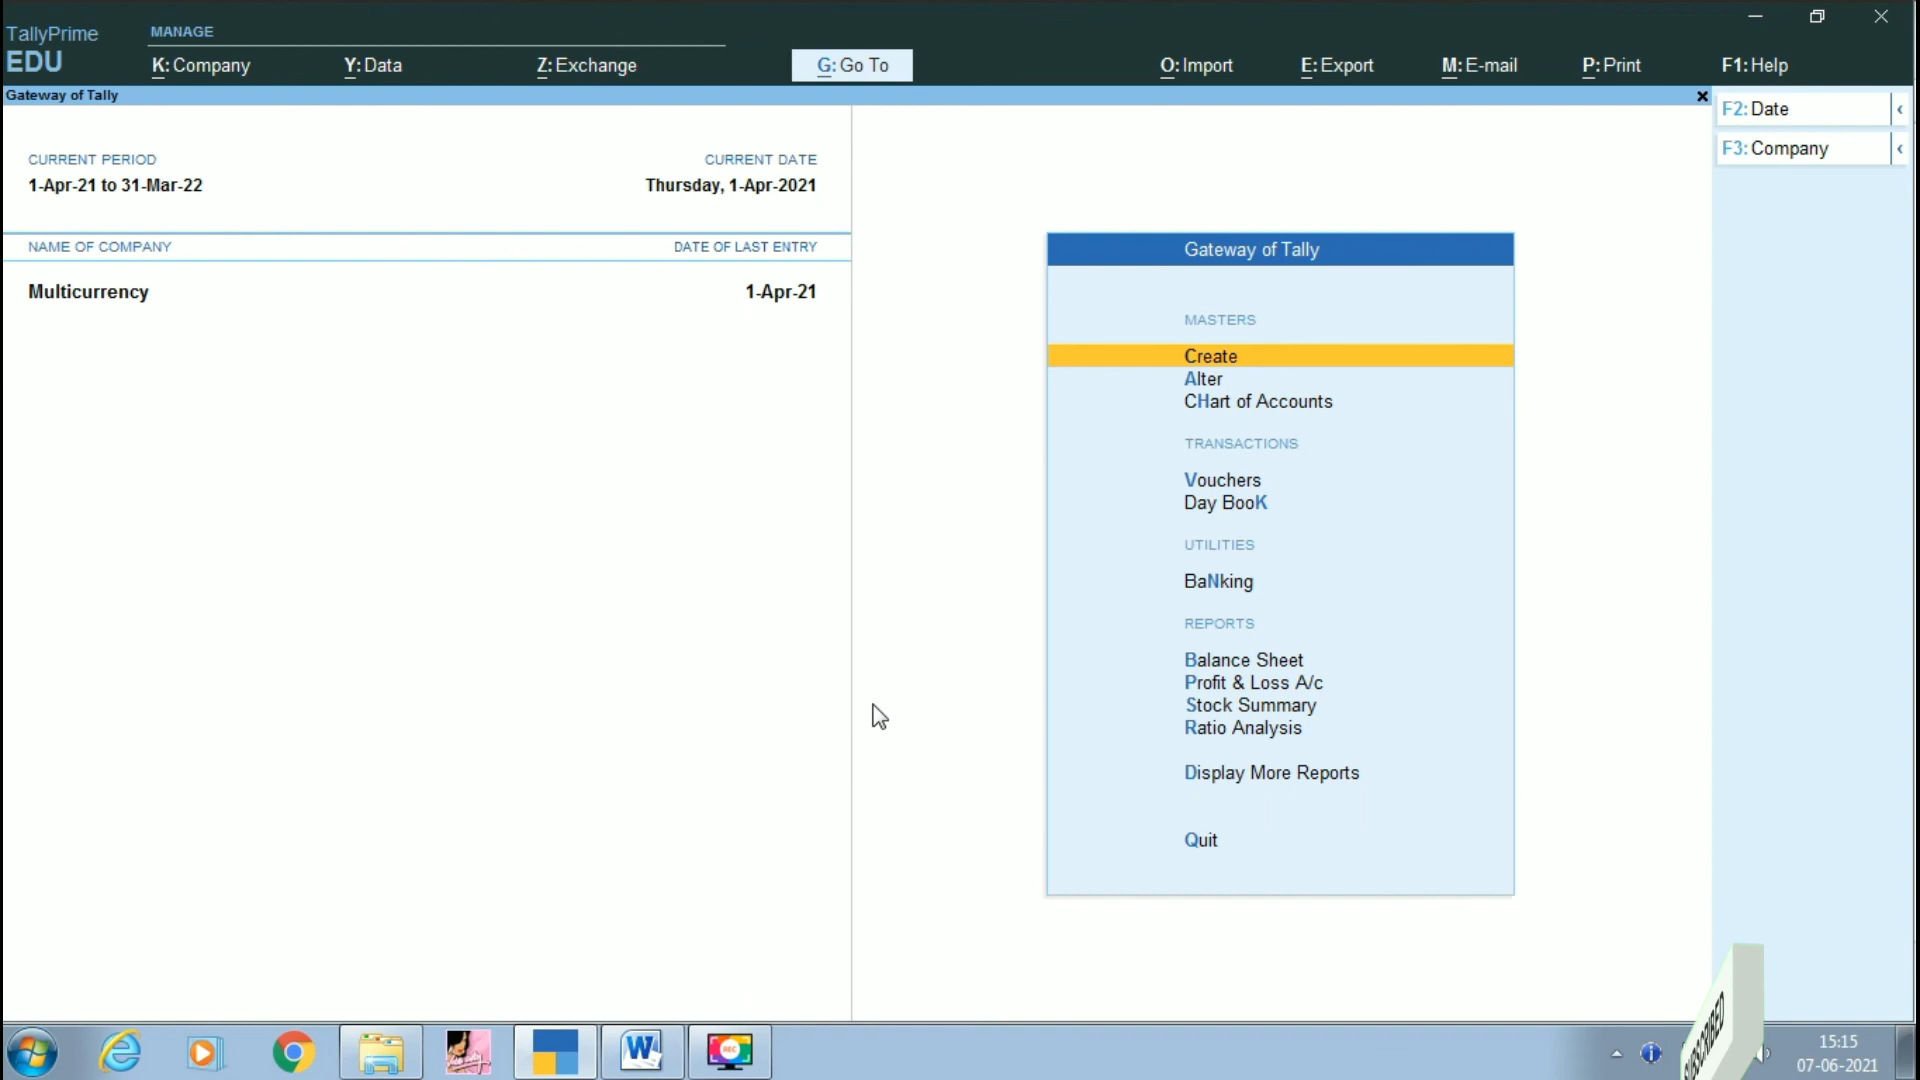 TallyPrime
EDU
MANAGE
K: Company
Y: Data
Z: Exchange
G: Go To
O: Import
E: Export
M: E-mail
P: Print
F1: Help
Gateway of Tally
F2: Date
F3: Company
CURRENT PERIOD
CURRENT DATE
1-Apr-21 to 31-Mar-22
Thursday, 1-Apr-2021
NAME OF COMPANY
DATE OF LAST ENTRY
Multicurrency
1-Apr-21
Gateway of Tally
MASTERS
Create
Alter
CHart of Accounts
TRANSACTIONS
Vouchers
Day BooK
UTILITIES
BaNking
REPORTS
Balance Sheet
Profit & Loss A/c
Stock Summary
Ratio Analysis
Display More Reports
Quit
SUBSCRIBED
W
REC
15:15
07-06-2021